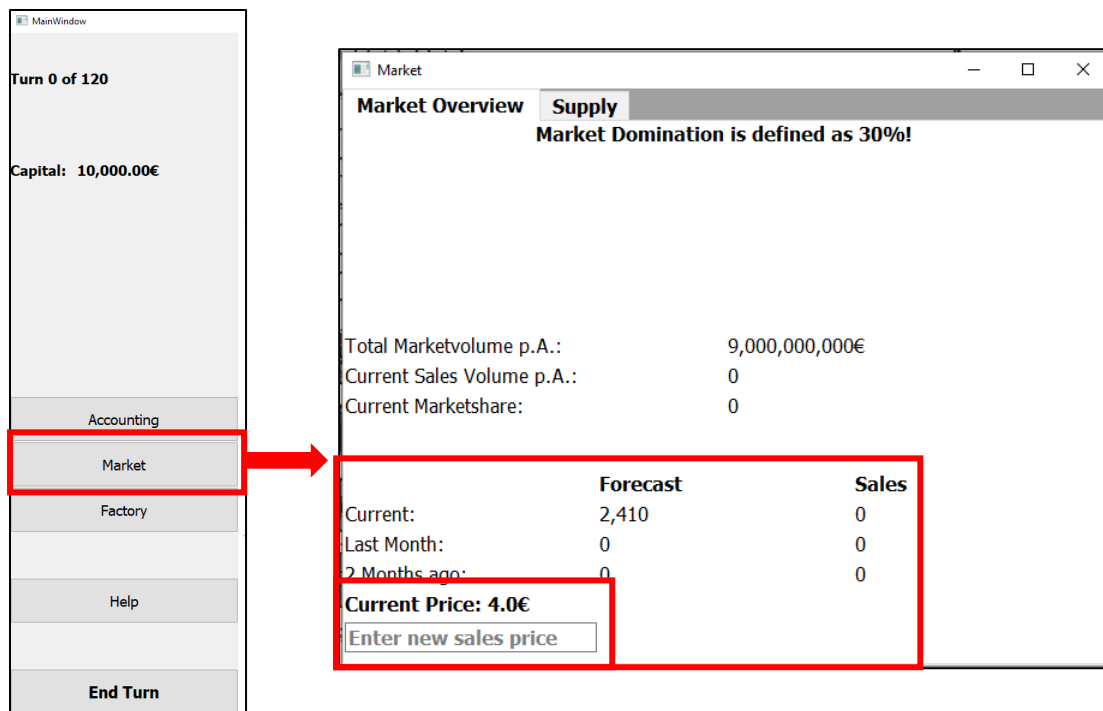 MainWindow
Turn 0 of 120
Capital: 10,000.00€
Accounting
Market
Factory
Help
End Turn
Market
Market Overview Supply
Market Domination is defined as 30%!
Total Marketvolume p.A.: 9,000,000,000€
Current Sales Volume p.A.: 0
Current Marketshare: 0
Forecast Sales
Current: 2,410 0
Last Month: 0 0
2 Months ago: 0 0
Current Price: 4.0€
Enter new sales price